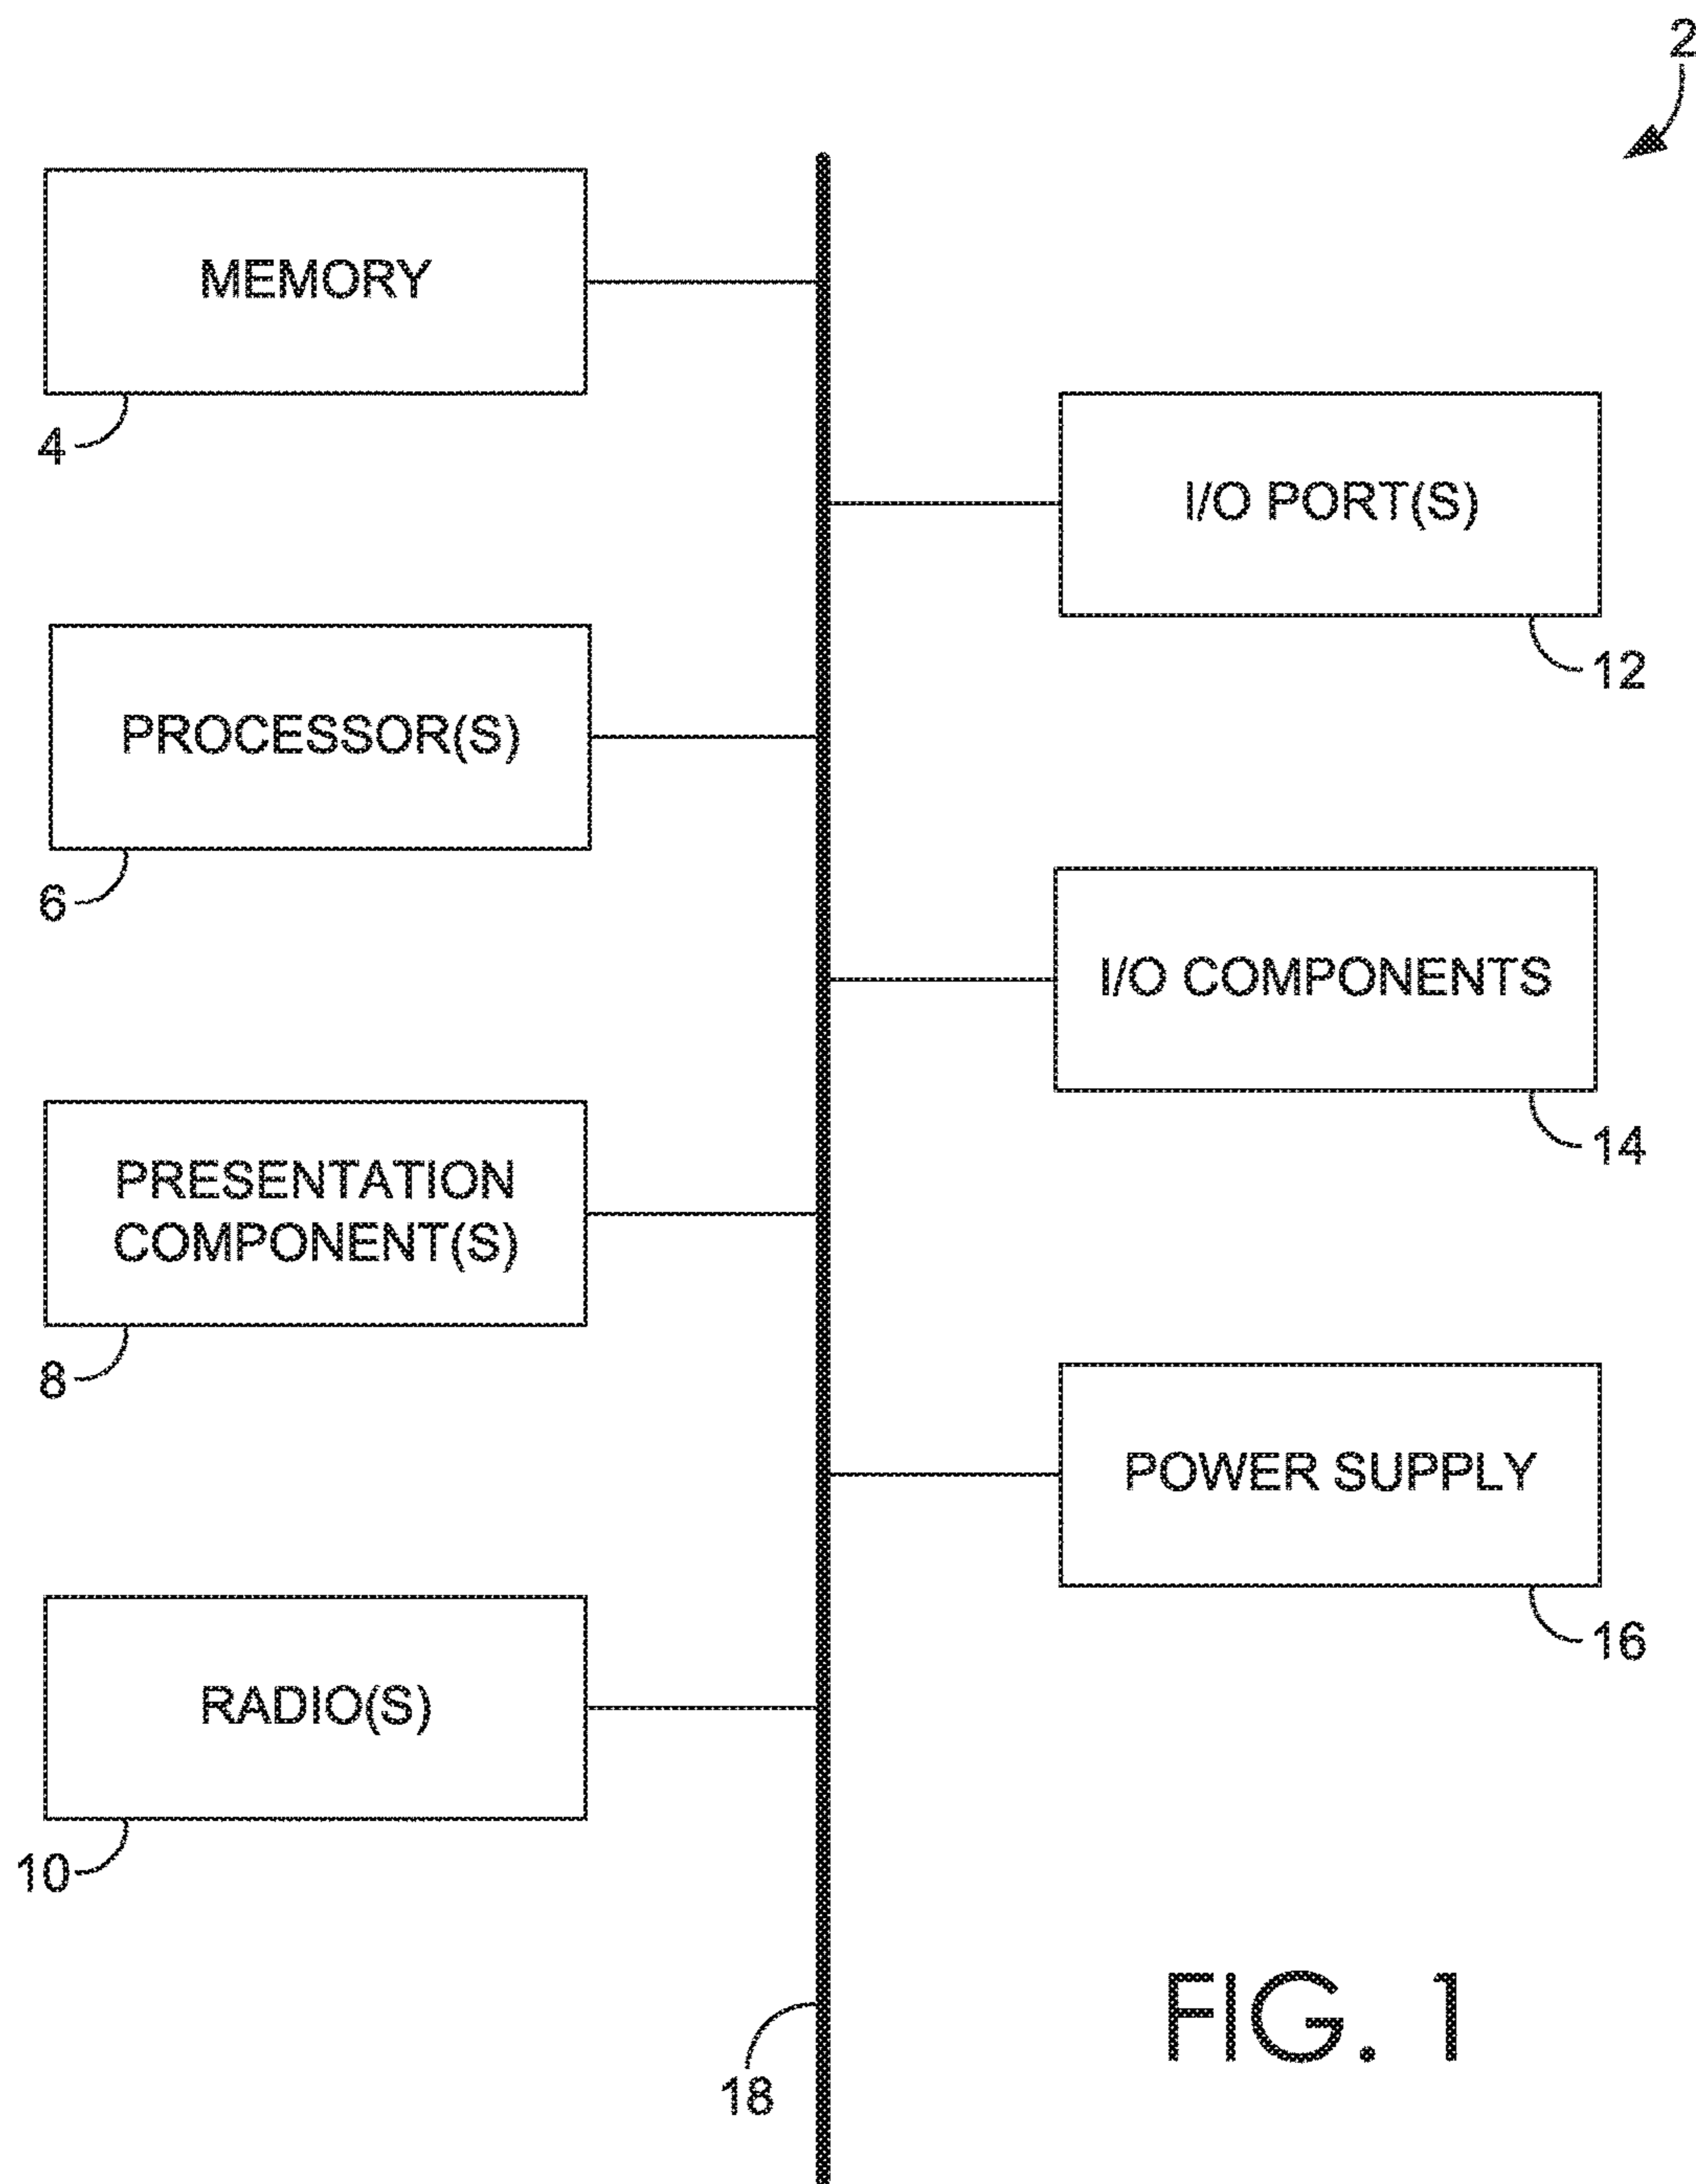 2
MEMORY
4
I/O PORT(S)
12
PROCESSOR(S)
6
I/O COMPONENTS
14
PRESENTATION
COMPONENT(S)
8
POWER SUPPLY
16
RADIO(S)
10
18
FIG. 1